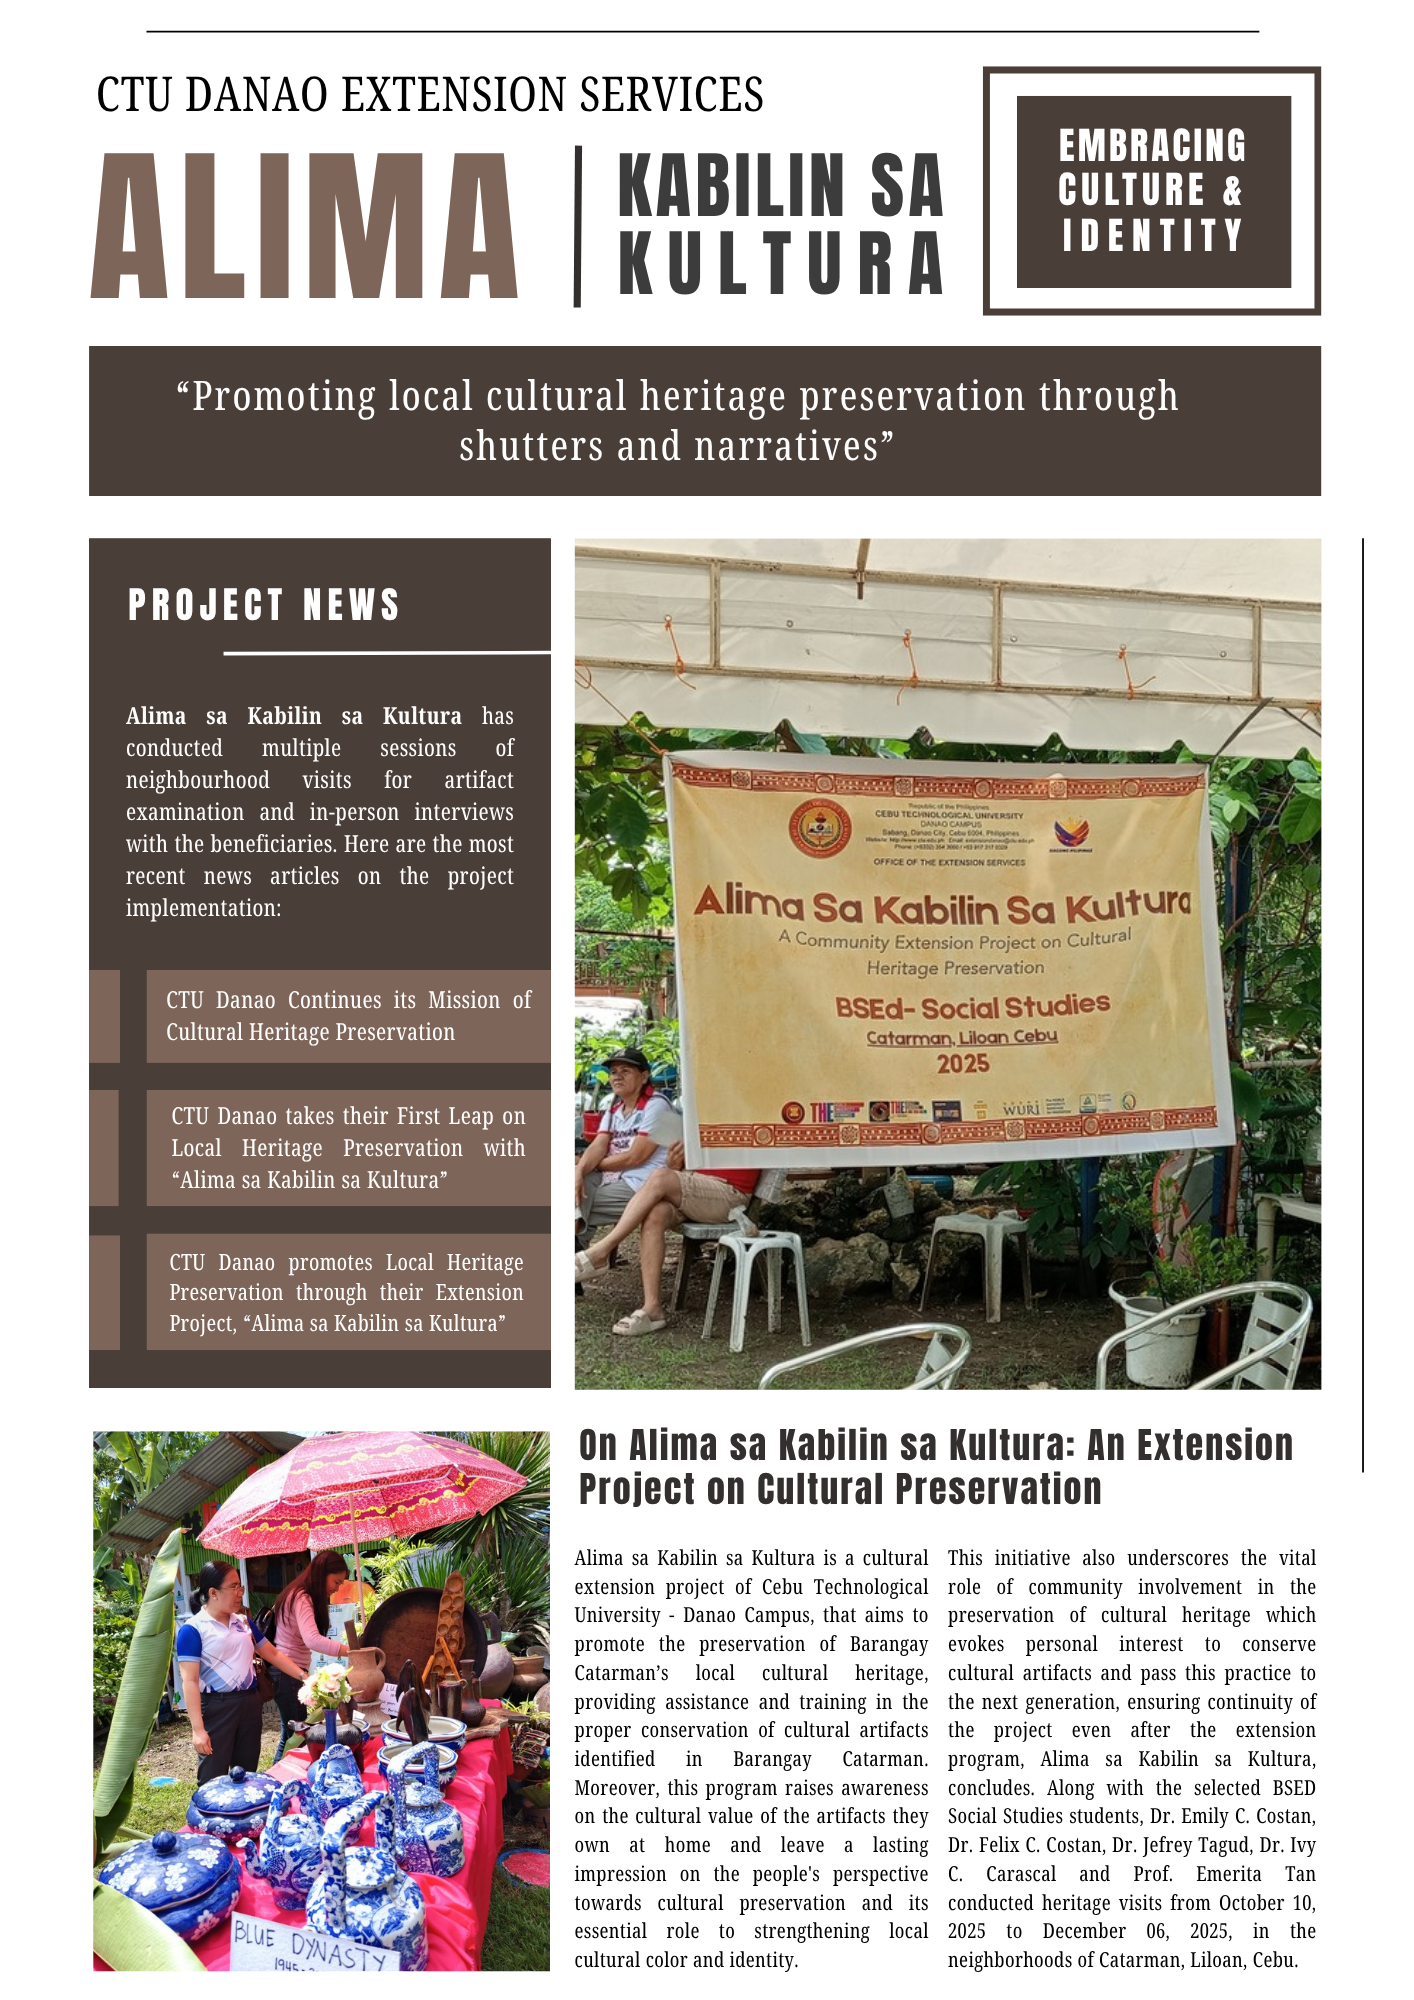 CTU DANAO EXTENSION SERVICES
ALIMA
KABILIN SA
KULTURA
EMBRACING
CULTURE &
IDENTITY
“Promoting local cultural heritage preservation through
shutters and narratives”
PROJECT NEWS
Alima sa Kabilin sa Kultura has
conducted multiple sessions of
neighbourhood visits for artifact
examination and in-person interviews
with the beneficiaries. Here are the most
recent news articles on the project
implementation:
CTU Danao Continues its Mission of
Cultural Heritage Preservation
CTU Danao takes their First Leap on
Local Heritage Preservation with
“Alima sa Kabilin sa Kultura”
CTU Danao promotes Local Heritage
Preservation through their Extension
Project, “Alima sa Kabilin sa Kultura”
Republic of the Philippines
CEBU TECHNOLOGICAL UNIVERSITY
DANAO CAMPUS
Sabang, Danao City, Cebu 6004, Philippines
OFFICE OF THE EXTENSION SERVICES
Alima Sa Kabilin Sa Kultura
A Community Extension Project on Cultural
Heritage Preservation
BSEd- Social Studies
Catarman, Liloan Cebu
2025
THE
WURI
BLUE DYNASTY
On Alima sa Kabilin sa Kultura: An Extension
Project on Cultural Preservation
Alima sa Kabilin sa Kultura is a cultural
extension project of Cebu Technological
University - Danao Campus, that aims to
promote the preservation of Barangay
Catarman’s local cultural heritage,
providing assistance and training in the
proper conservation of cultural artifacts
identified in Barangay Catarman.
Moreover, this program raises awareness
on the cultural value of the artifacts they
own at home and leave a lasting
impression on the people's perspective
towards cultural preservation and its
essential role to strengthening local
cultural color and identity.
This initiative also underscores the vital
role of community involvement in the
preservation of cultural heritage which
evokes personal interest to conserve
cultural artifacts and pass this practice to
the next generation, ensuring continuity of
the project even after the extension
program, Alima sa Kabilin sa Kultura,
concludes. Along with the selected BSED
Social Studies students, Dr. Emily C. Costan,
Dr. Felix C. Costan, Dr. Jefrey Tagud, Dr. Ivy
C. Carascal and Prof. Emerita Tan
conducted heritage visits from October 10,
2025 to December 06, 2025, in the
neighborhoods of Catarman, Liloan, Cebu.